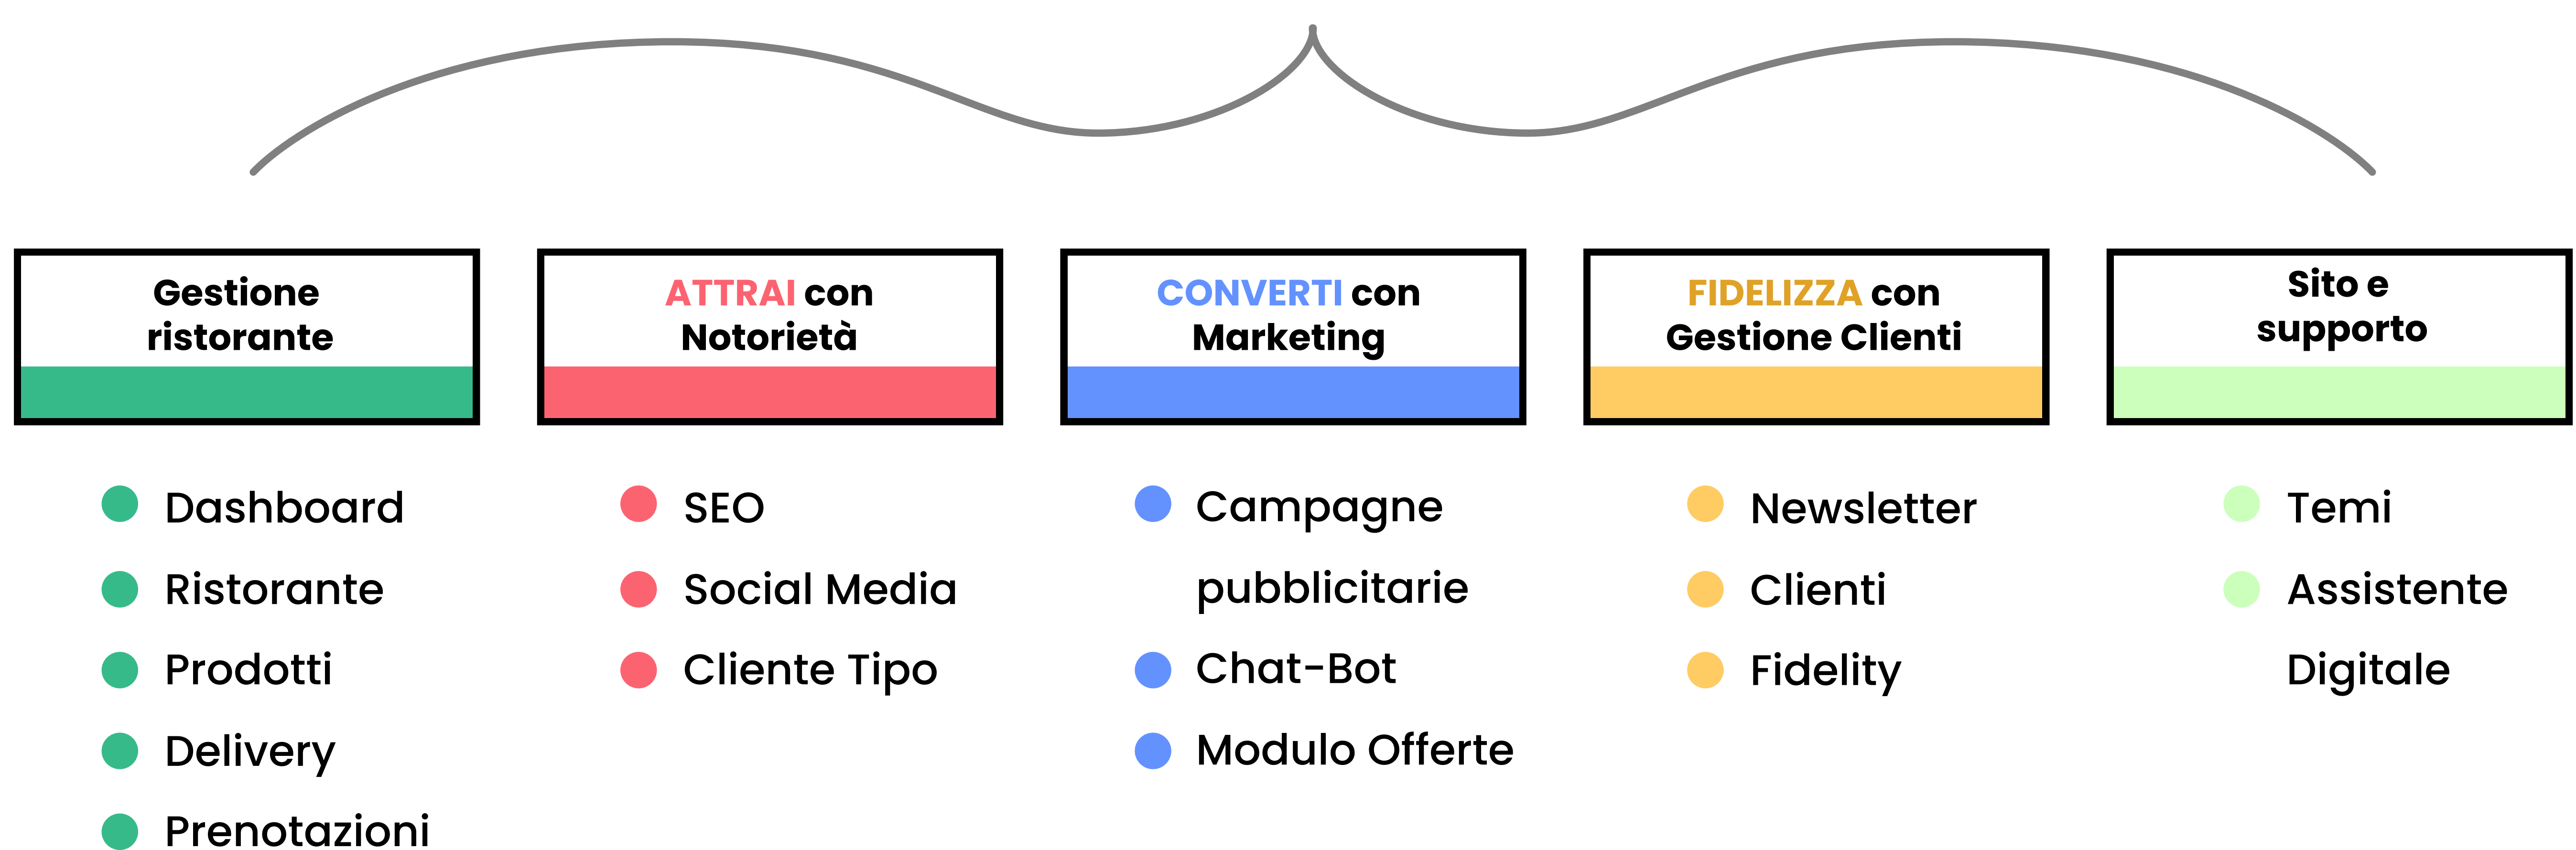 Gestione
ristorante
Dashboard
Ristorante
Prodotti
Delivery
Prenotazioni
ATTRAI con
Notorietà
SEO
Social Media
Cliente Tipo
CONVERTI con
Marketing
Campagne
pubblicitarie
Chat-Bot
Modulo Offerte
FIDELIZZA con
Gestione Clienti
Newsletter
Clienti
Fidelity
Sito e
supporto
Temi
Assistente
Digitale